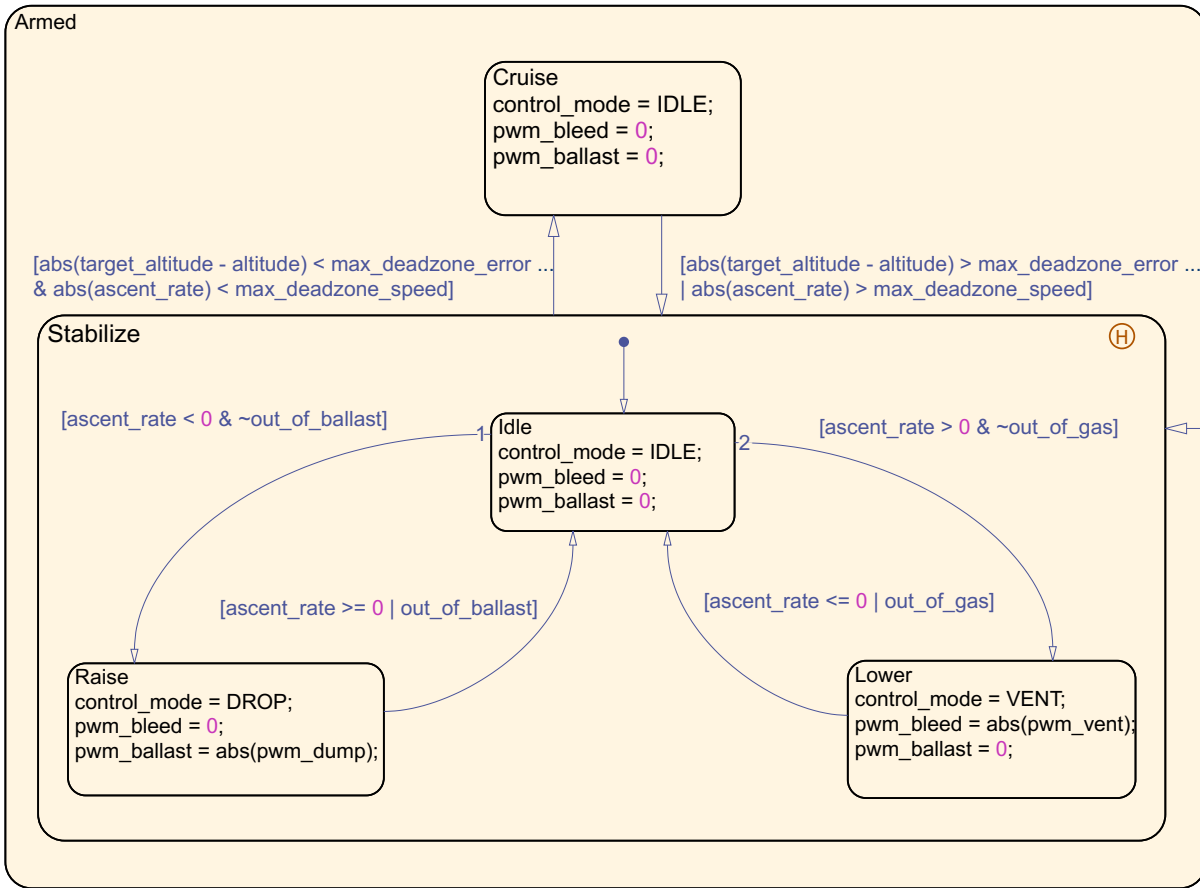 Armed
Cruise
control_mode = IDLE;
pwm_bleed = 0;
pwm_ballast = 0;
[abs(target_altitude - altitude) < max_deadzone_error ...
& abs(ascent_rate) < max_deadzone_speed]
[abs(target_altitude - altitude) > max_deadzone_error ...
| abs(ascent_rate) > max_deadzone_speed]
Stabilize
H
[ascent_rate < 0 & ~out_of_ballast]
1
Idle
control_mode = IDLE;
pwm_bleed = 0;
pwm_ballast = 0;
2
[ascent_rate > 0 & ~out_of_gas]
[ascent_rate >= 0 | out_of_ballast]
[ascent_rate <= 0 | out_of_gas]
Raise
control_mode = DROP;
pwm_bleed = 0;
pwm_ballast = abs(pwm_dump);
Lower
control_mode = VENT;
pwm_bleed = abs(pwm_vent);
pwm_ballast = 0;